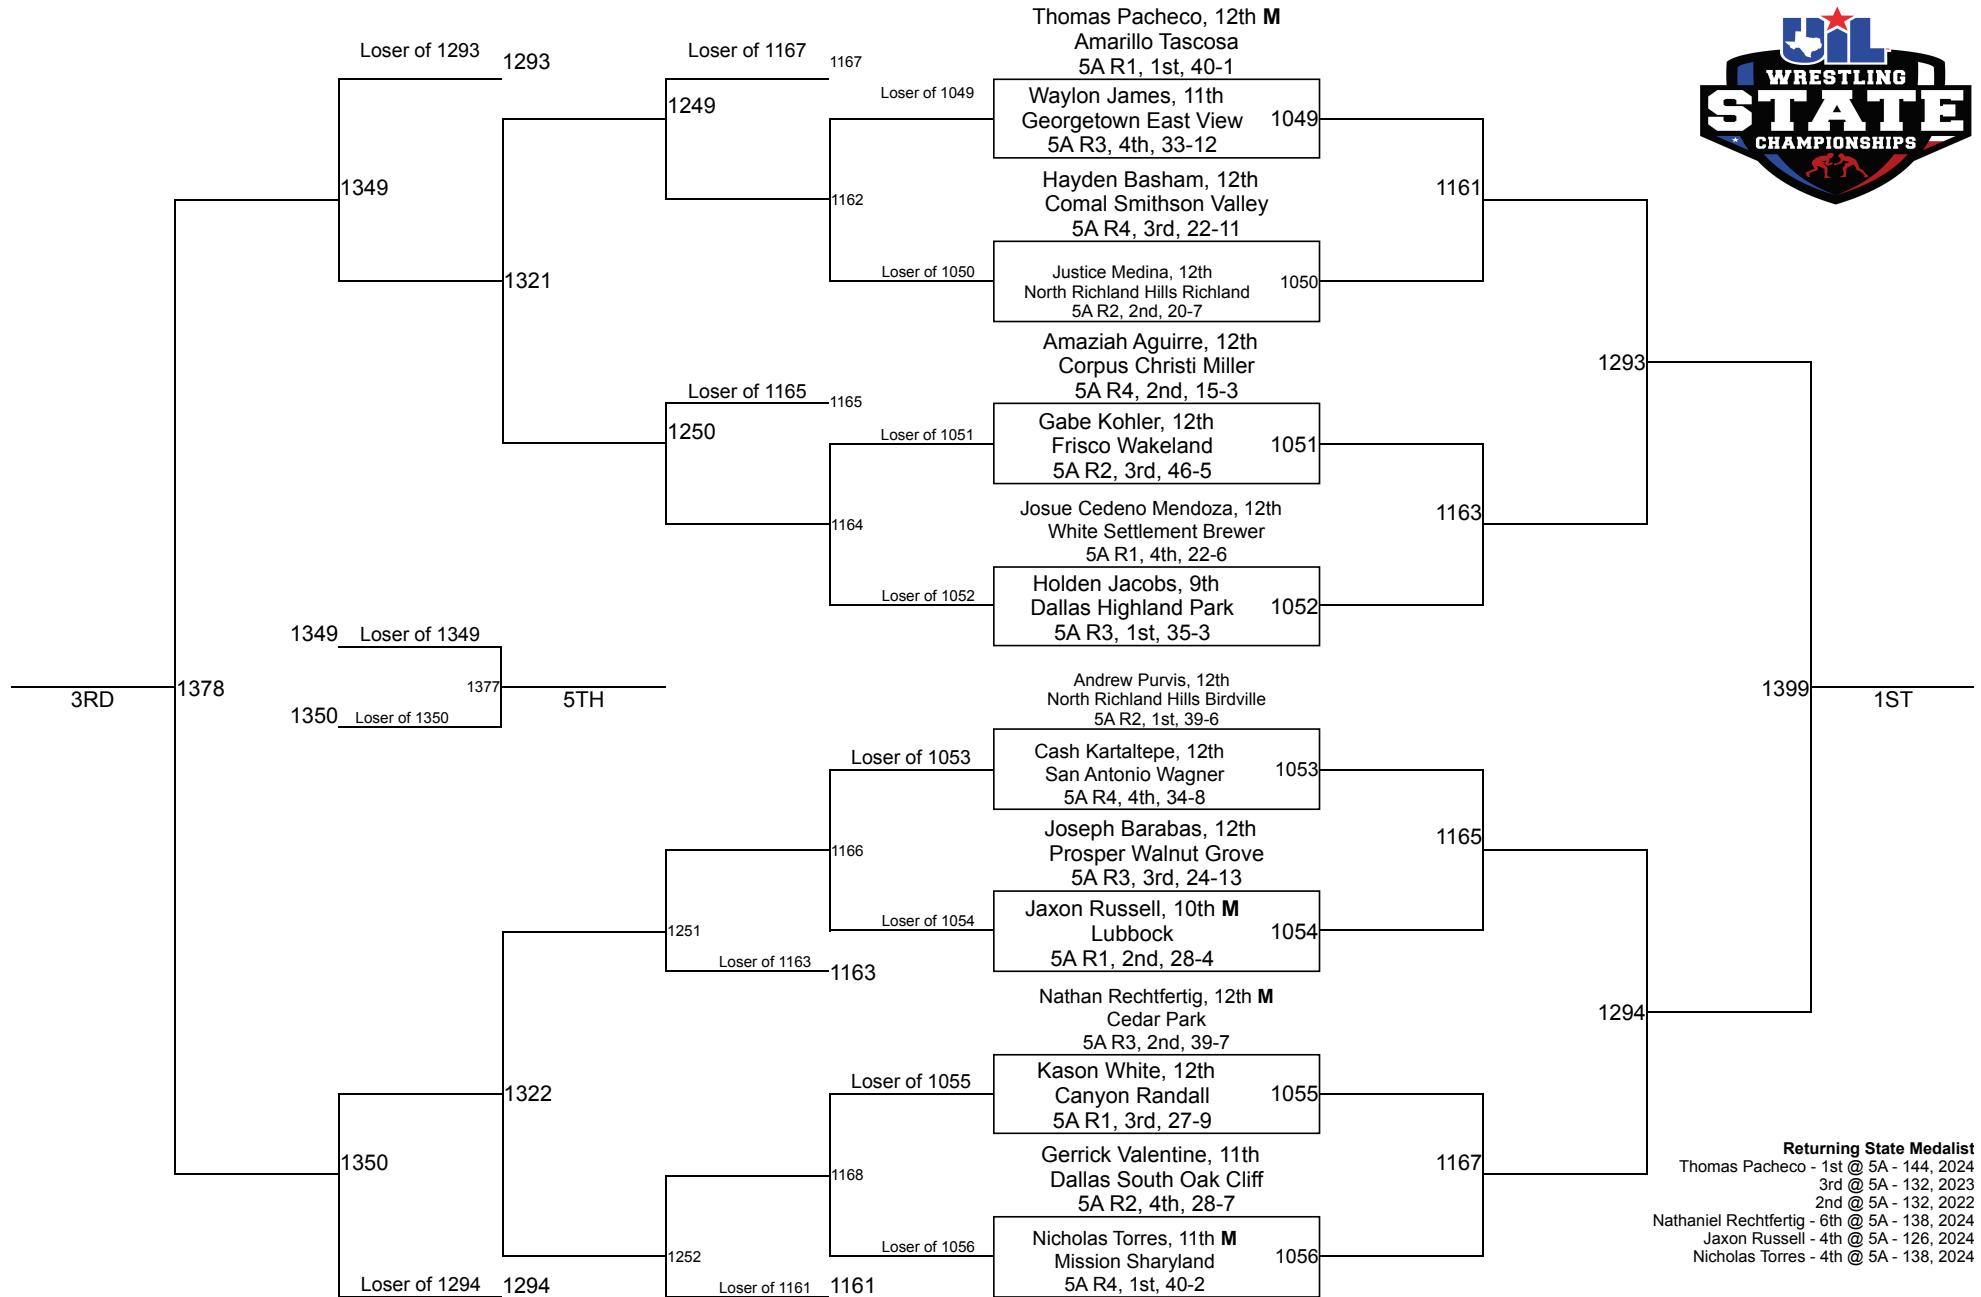 UIL
WRESTLING
STATE
CHAMPIONSHIPS
Thomas Pacheco, 12th M
Amarillo Tascosa
5A R1, 1st, 40-1
Waylon James, 11th
Georgetown East View
5A R3, 4th, 33-12
1049
Hayden Basham, 12th
Comal Smithson Valley
5A R4, 3rd, 22-11
Justice Medina, 12th
North Richland Hills Richland
5A R2, 2nd, 20-7
1050
Amaziah Aguirre, 12th
Corpus Christi Miller
5A R4, 2nd, 15-3
Gabe Kohler, 12th
Frisco Wakeland
5A R2, 3rd, 46-5
1051
Josue Cedeno Mendoza, 12th
White Settlement Brewer
5A R1, 4th, 22-6
Holden Jacobs, 9th
Dallas Highland Park
5A R3, 1st, 35-3
1052
Andrew Purvis, 12th
North Richland Hills Birdville
5A R2, 1st, 39-6
Cash Kartaltepe, 12th
San Antonio Wagner
5A R4, 4th, 34-8
1053
Joseph Barabas, 12th
Prosper Walnut Grove
5A R3, 3rd, 24-13
Jaxon Russell, 10th M
Lubbock
5A R1, 2nd, 28-4
1054
Nathan Rechtfertig, 12th M
Cedar Park
5A R3, 2nd, 39-7
Kason White, 12th
Canyon Randall
5A R1, 3rd, 27-9
1055
Gerrick Valentine, 11th
Dallas South Oak Cliff
5A R2, 4th, 28-7
Nicholas Torres, 11th M
Mission Sharyland
5A R4, 1st, 40-2
1056
1161
1163
1165
1167
1293
1294
1399
1ST
Loser of 1049
Loser of 1050
Loser of 1051
Loser of 1052
Loser of 1053
Loser of 1054
Loser of 1055
Loser of 1056
1162
1164
1166
1168
Loser of 1167
1167
Loser of 1165
1165
Loser of 1163
1163
Loser of 1161
1161
1249
1250
1251
1252
1321
1322
Loser of 1293
1293
Loser of 1294
1294
1349
1350
1349
Loser of 1349
1350
Loser of 1350
1377
5TH
1378
3RD
Returning State Medalist
Thomas Pacheco - 1st @ 5A - 144, 2024
3rd @ 5A - 132, 2023
2nd @ 5A - 132, 2022
Nathaniel Rechtfertig - 6th @ 5A - 138, 2024
Jaxon Russell - 4th @ 5A - 126, 2024
Nicholas Torres - 4th @ 5A - 138, 2024